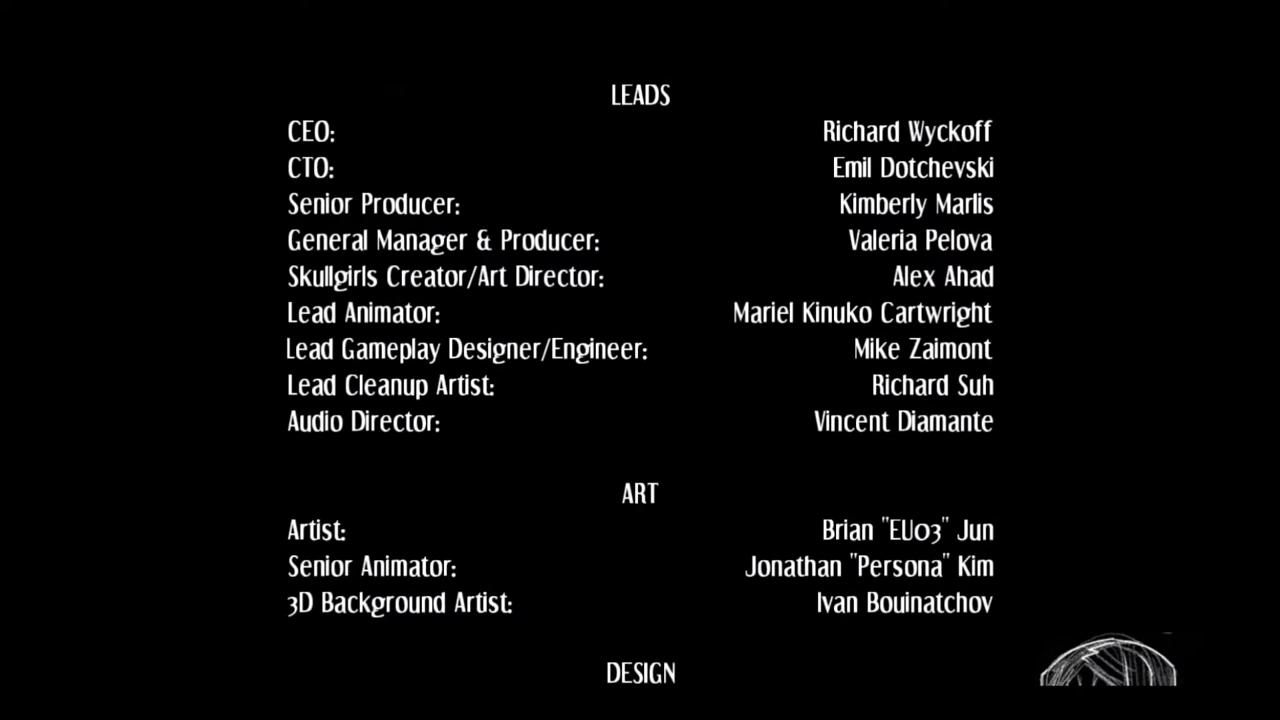 LEADS
CEO: Richard Wyckoff
CTO: Emil Dotchevski
Senior Producer: Kimberly Marlis
General Manager & Producer: Valeria Pelova
Skullgirls Creator/Art Director: Alex Ahad
Lead Animator: Mariel Kinuko Cartwright
Lead Gameplay Designer/Engineer: Mike Zaimont
Lead Cleanup Artist: Richard Suh
Audio Director: Vincent Diamante
ART
Artist: Brian "EU03" Jun
Senior Animator: Jonathan "Persona" Kim
3D Background Artist: Ivan Bouinatchov
DESIGN